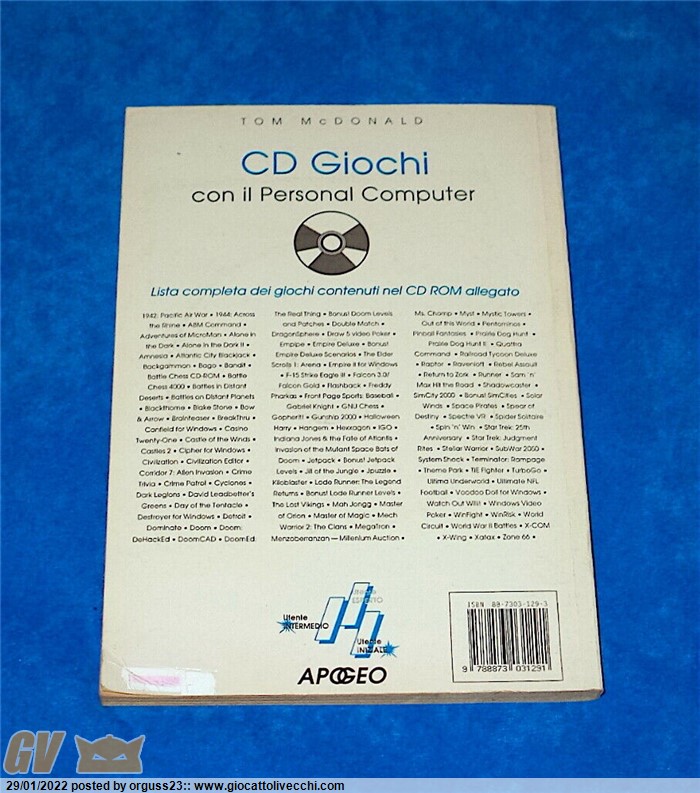 TOM McDONALD
CD Giochi
con il Personal Computer
Lista completa dei giochi contenuti nel CD ROM allegato
1942: Pacific Air War • 1944: Across
the Rhine • ABM Command •
Adventures of MicroMan • Alone in
the Dark • Alone in the Dark II •
Amnesia • Atlantic City Blackjack •
Backgammon • Bago • Bandit •
Battle Chess CD-ROM • Battle
Chess 4000 • Battles in Distant
Deserts • Battles on Distant Planets
• Blackthorne • Blake Stone • Bow
& Arrow • Brainteaser • BreakThru •
Canfield for Windows • Casino
Twenty-One • Castle of the Winds •
Castles 2 • Cipher for Windows •
Civilization • Civilization Editor •
Corridor 7: Alien Invasion • Crime
Trivia • Crime Patrol • Cyclones •
Dark Legions • David Leadbetter's
Greens • Day of the Tentacle •
Destroyer for Windows • Detroit •
Dominate • Doom • Doom:
DeHackEd • DoomCAD • DoomEd:
The Real Thing • Bonus! Doom Levels
and Patches • Double Match •
DragonSphere • Draw 5 video Poker •
Empipe • Empire Deluxe • Bonus!
Empire Deluxe Scenarios • The Elder
Scrolls 1: Arena • Empire II for Windows
• F-15 Strike Eagle III • Falcon 3.0/
Falcon Gold • Flashback • Freddy
Pharkas • Front Page Sports: Baseball •
Gabriel Knight • GNU Chess •
Gopher!t! • Gunship 2000 • Halloween
Harry • Hangem • Hexxagon • IGO •
Indiana Jones & the Fate of Atlantis •
Invasion of the Mutant Space Bats of
Doom • Jetpack • Bonus! Jetpack
Levels • Jill of the Jungle • Jpuzzle •
Kiloblaster • Lode Runner: The Legend
Returns • Bonus! Lode Runner Levels •
The Lost Vikings • Mah Jongg • Master
of Orion • Master of Magic • Mech
Warrior 2: The Clans • Megatron •
Menzoberranzan — Millenium Auction •
Ms. Chomp • Myst • Mystic Towers •
Out of this World • Pentominos •
Pinball Fantasies • Prairie Dog Hunt •
Prairie Dog Hunt II • Quattra
Command • Railroad Tycoon Deluxe
• Raptor • Ravenloft • Rebel Assault
• Return to Zork • Runner • Sam 'n'
Max Hit the Road • Shadowcaster •
SimCity 2000 • Bonus! SimCities • Solar
Winds • Space Pirates • Spear of
Destiny • Spectre VR • Spider Solitaire
• Spin 'n' Win • Star Trek: 25th
Anniversary • Star Trek: Judgment
Rites • Stellar Warrior • SubWar 2050 •
System Shock • Terminator: Rampage
• Theme Park • TIE Fighter • TurboGo •
Ultima Underworld • Ultimate NFL
Football • Voodoo Doll for Windows •
Watch Out Willi! • Windows Video
Poker • WinFight • WinRisk • World
Circuit • World War II Battles • X-COM
• X-Wing • Xatax • Zone 66 •
Utente
ESPERTO
Utente
INTERMEDIO
Utente
INIZIALE
APOGEO
ISBN 88-7303-129-3
9 788873 031291
GV
29/01/2022 posted by orguss23:: www.giocattolivecchi.com